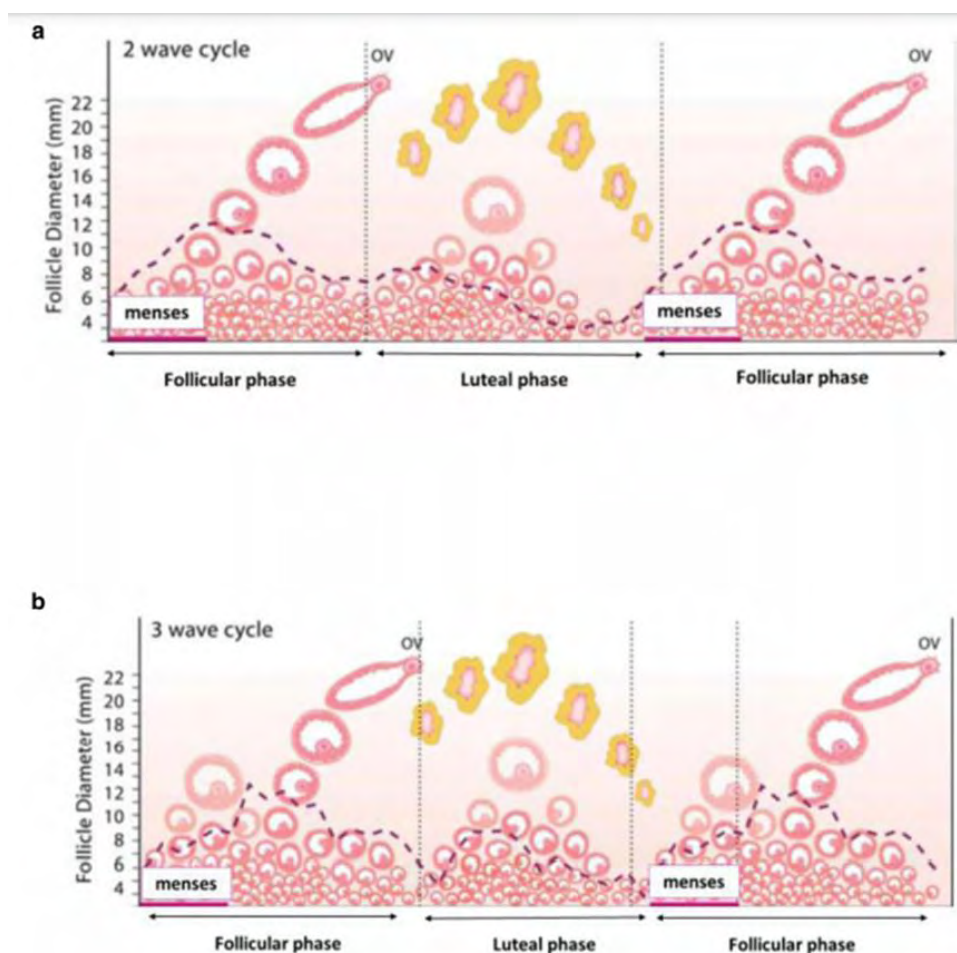 a
2 wave cycle
OV
OV
Follicle Diameter (mm)
22
20
18
16
14
12
10
8
6
4
menses
menses
Follicular phase
Luteal phase
Follicular phase
b
3 wave cycle
OV
OV
Follicle Diameter (mm)
22
20
18
16
14
12
10
8
6
4
menses
menses
Follicular phase
Luteal phase
Follicular phase